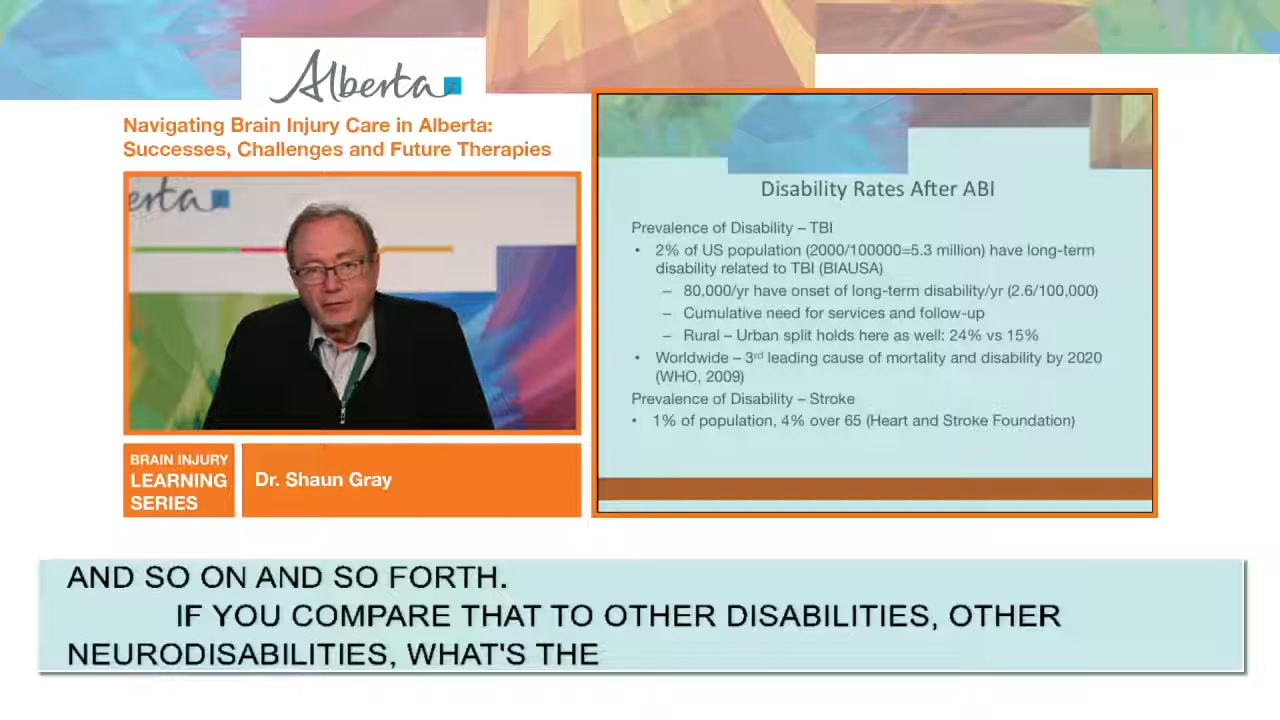 Alberta
Navigating Brain Injury Care in Alberta:
Successes, Challenges and Future Therapies
erta
BRAIN INJURY
LEARNING
SERIES
Dr. Shaun Gray
Disability Rates After ABI
Prevalence of Disability – TBI
• 2% of US population (2000/100000=5.3 million) have long-term
disability related to TBI (BIAUSA)
– 80,000/yr have onset of long-term disability/yr (2.6/100,000)
– Cumulative need for services and follow-up
– Rural – Urban split holds here as well: 24% vs 15%
• Worldwide – 3rd leading cause of mortality and disability by 2020
(WHO, 2009)
Prevalence of Disability – Stroke
• 1% of population, 4% over 65 (Heart and Stroke Foundation)
AND SO ON AND SO FORTH.
IF YOU COMPARE THAT TO OTHER DISABILITIES, OTHER
NEURODISABILITIES, WHAT'S THE